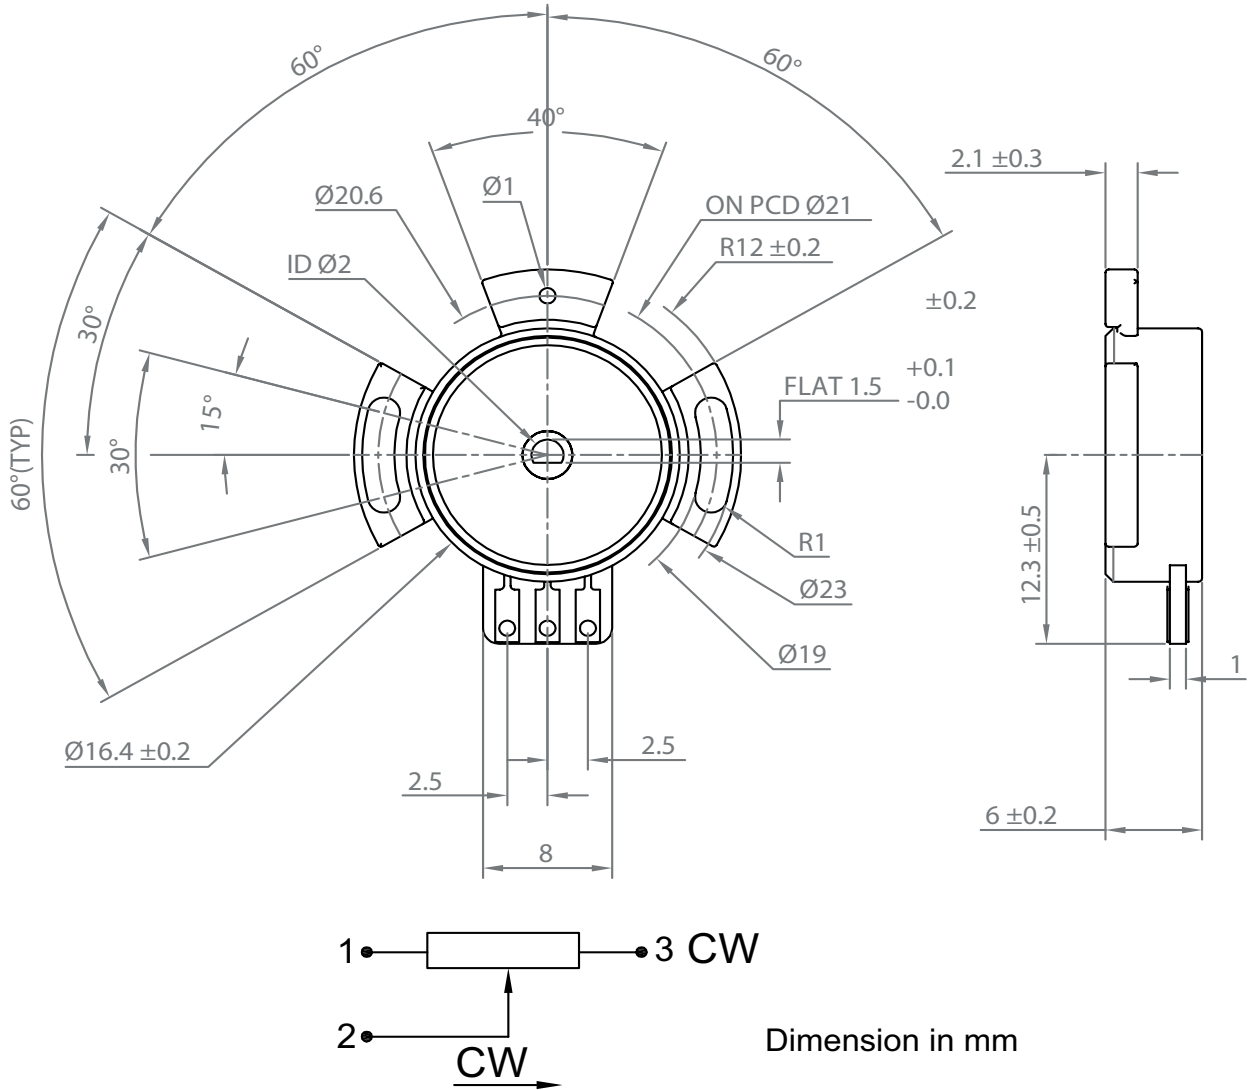 60°
60°
40°
2.1 ±0.3
Ø20.6
Ø1
ON PCD Ø21
R12 ±0.2
ID Ø2
±0.2
30°
FLAT 1.5
+0.1
-0.0
15°
30°
60°(TYP)
R1
12.3 ±0.5
Ø23
Ø19
1
Ø16.4 ±0.2
2.5
2.5
6 ±0.2
8
1
3 CW
2
CW
Dimension in mm